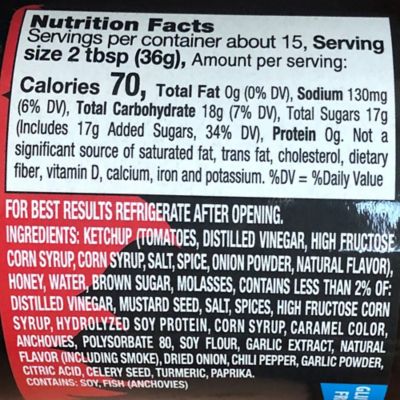 Nutrition Facts
Servings per container about 15, Serving
size 2 tbsp (36g), Amount per serving:
Calories 70, Total Fat 0g (0% DV), Sodium 130mg
(6% DV), Total Carbohydrate 18g (7% DV), Total Sugars 17g
(Includes 17g Added Sugars, 34% DV), Protein 0g. Not a
significant source of saturated fat, trans fat, cholesterol, dietary
fiber, vitamin D, calcium, iron and potassium. %DV = %Daily Value
FOR BEST RESULTS REFRIGERATE AFTER OPENING.
INGREDIENTS: KETCHUP (TOMATOES, DISTILLED VINEGAR, HIGH FRUCTOSE
CORN SYRUP, CORN SYRUP, SALT, SPICE, ONION POWDER, NATURAL FLAVOR),
HONEY, WATER, BROWN SUGAR, MOLASSES, CONTAINS LESS THAN 2% OF:
DISTILLED VINEGAR, MUSTARD SEED, SALT, SPICES, HIGH FRUCTOSE CORN
SYRUP, HYDROLYZED SOY PROTEIN, CORN SYRUP, CARAMEL COLOR,
ANCHOVIES, POLYSORBATE 80, SOY FLOUR, GARLIC EXTRACT, NATURAL
FLAVOR (INCLUDING SMOKE), DRIED ONION, CHILI PEPPER, GARLIC POWDER,
CITRIC ACID, CELERY SEED, TURMERIC, PAPRIKA.
CONTAINS: SOY, FISH (ANCHOVIES)